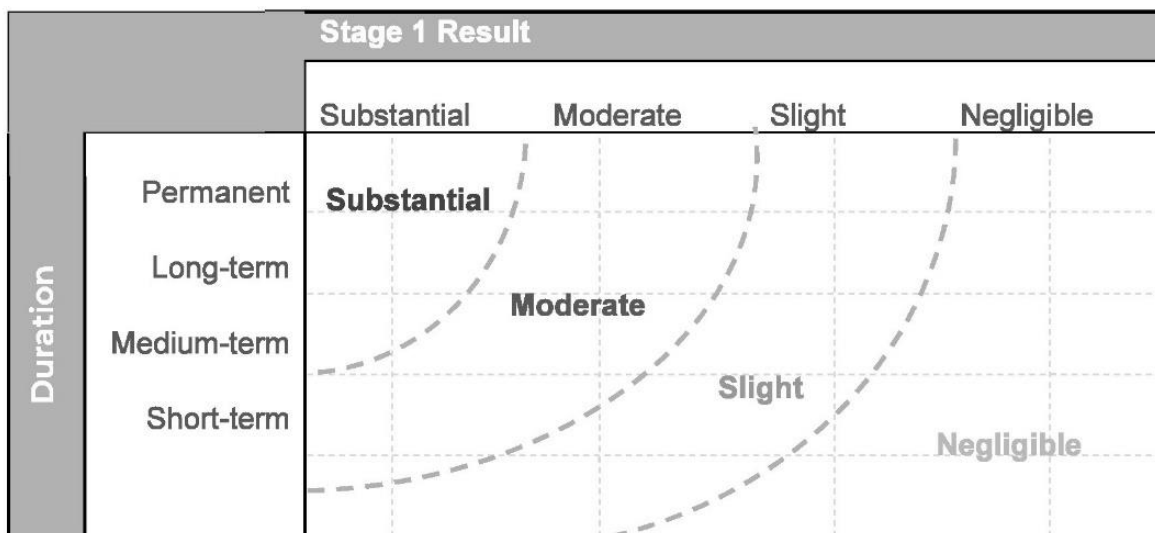 Stage 1 Result
Substantial Moderate Slight Negligible
Duration
Permanent
Substantial
Long-term
Moderate
Medium-term
Slight
Short-term
Negligible